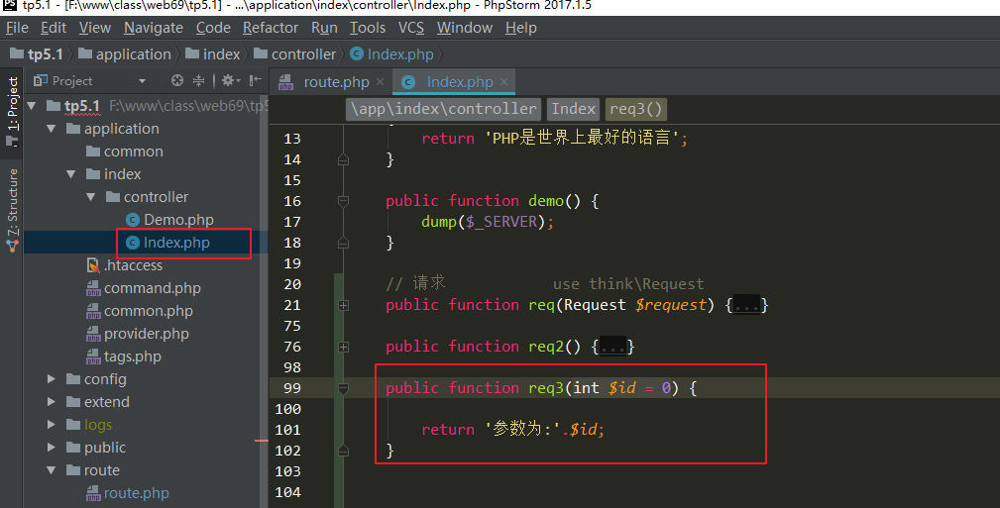 tp5.1 - [F:\www\class\web69\tp5.1] - ...\application\index\controller\Index.php - PhpStorm 2017.1.5
File Edit View Navigate Code Refactor Run Tools VCS Window Help
tp5.1 application index controller Index.php
Project
route.php Index.php
1: Project
Z: Structure
tp5.1 F:\www\class\web69\tp5
application
common
index
controller
Demo.php
Index.php
.htaccess
command.php
common.php
provider.php
tags.php
config
extend
logs
public
route
route.php
\app\index\controller Index req3()
13 return 'PHP是世界上最好的语言';
14 }
15
16 public function demo() {
17 dump($_SERVER);
18 }
19
20 // 请求 use think\Request
21 public function req(Request $request) {...}
75
76 public function req2() {...}
98
99 public function req3(int $id = 0) {
100
101 return '参数为:'.$id;
102 }
103
104